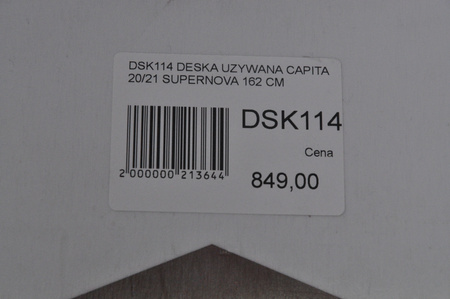 DSK114 DESKA UZYWANA CAPITA
20/21 SUPERNOVA 162 CM
DSK114
Cena
849,00
2 000000 213644